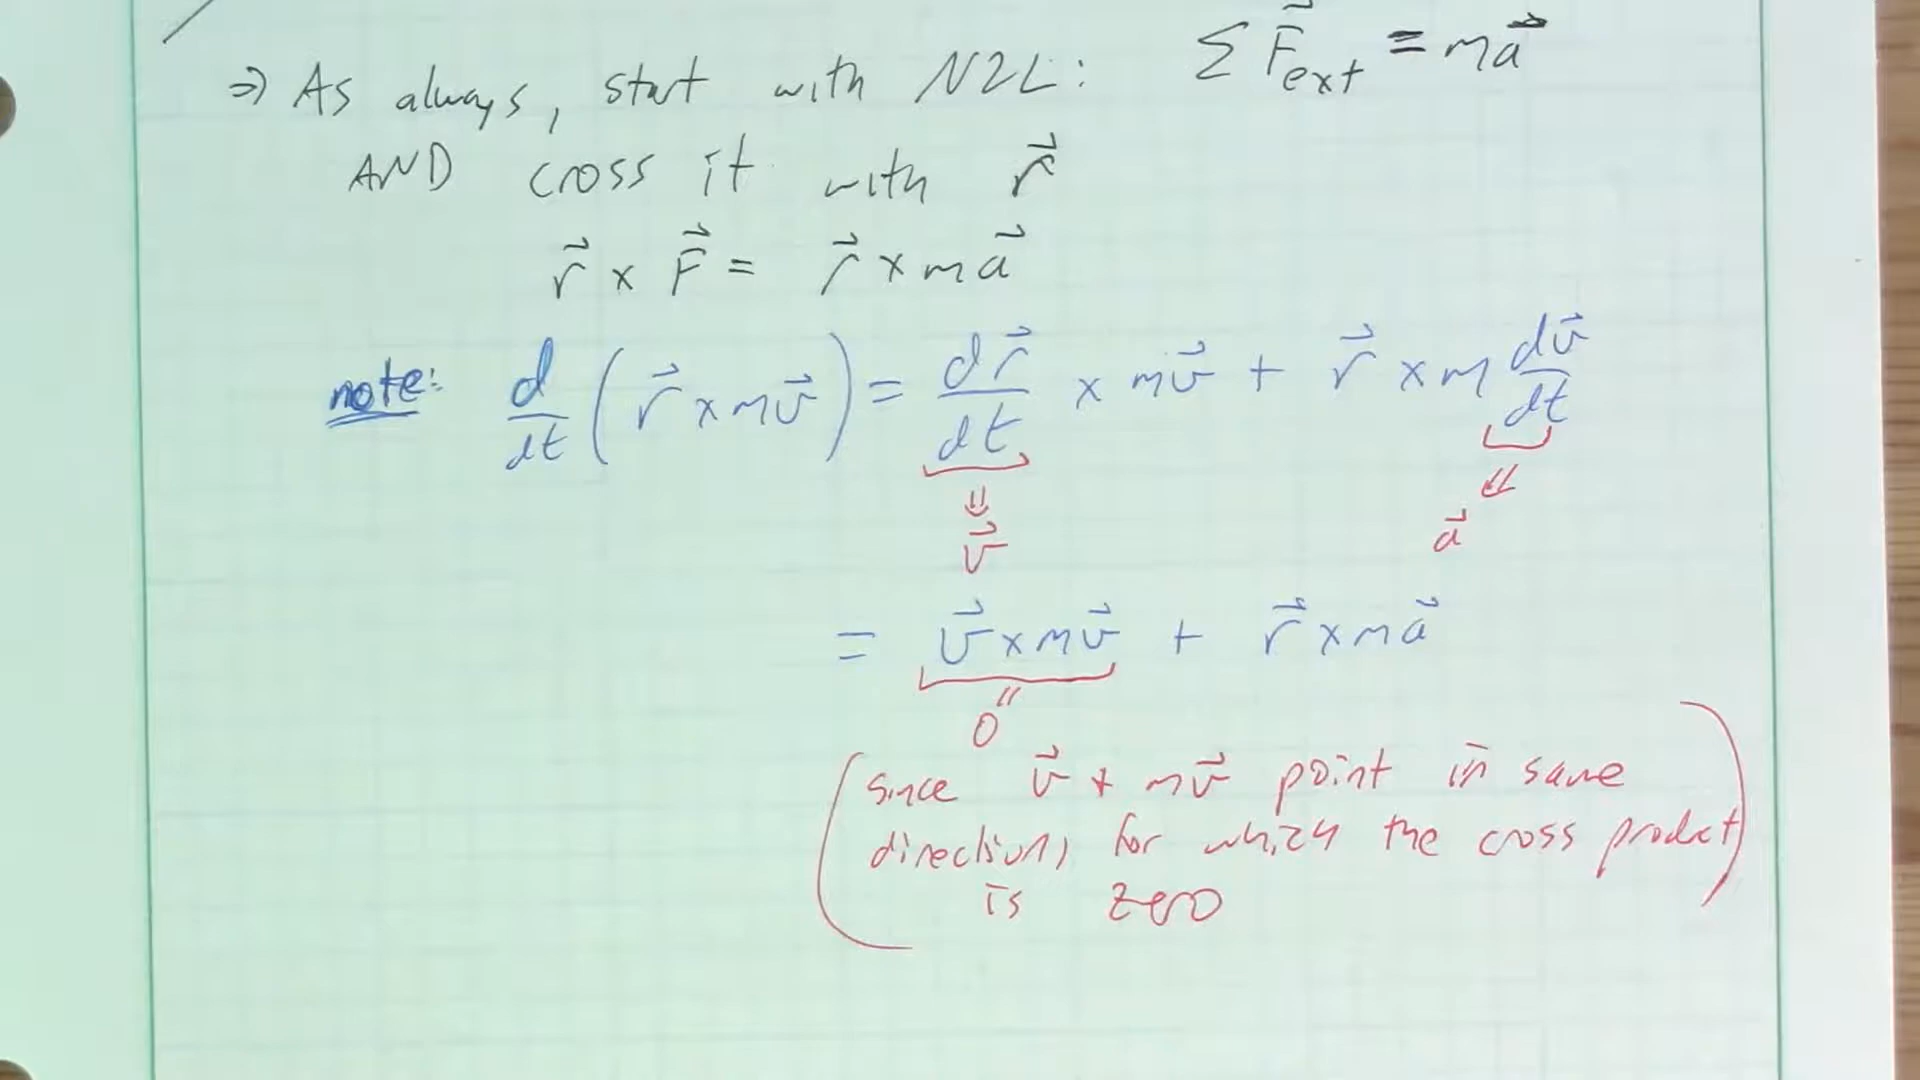 ⇒ As always, start with N2L: Σ F⃗ext = ma⃗
AND cross it with r⃗
r⃗ × F⃗ = r⃗ × ma⃗
note: d/dt ( r⃗ × mv⃗ ) = dr⃗/dt × mv⃗ + r⃗ × m dv⃗/dt
⇓ ⇓
v⃗ a⃗
= v⃗ × mv⃗ + r⃗ × ma⃗
=
0
(since v⃗ + mv⃗ point in same
direction, for which the cross product
is zero)